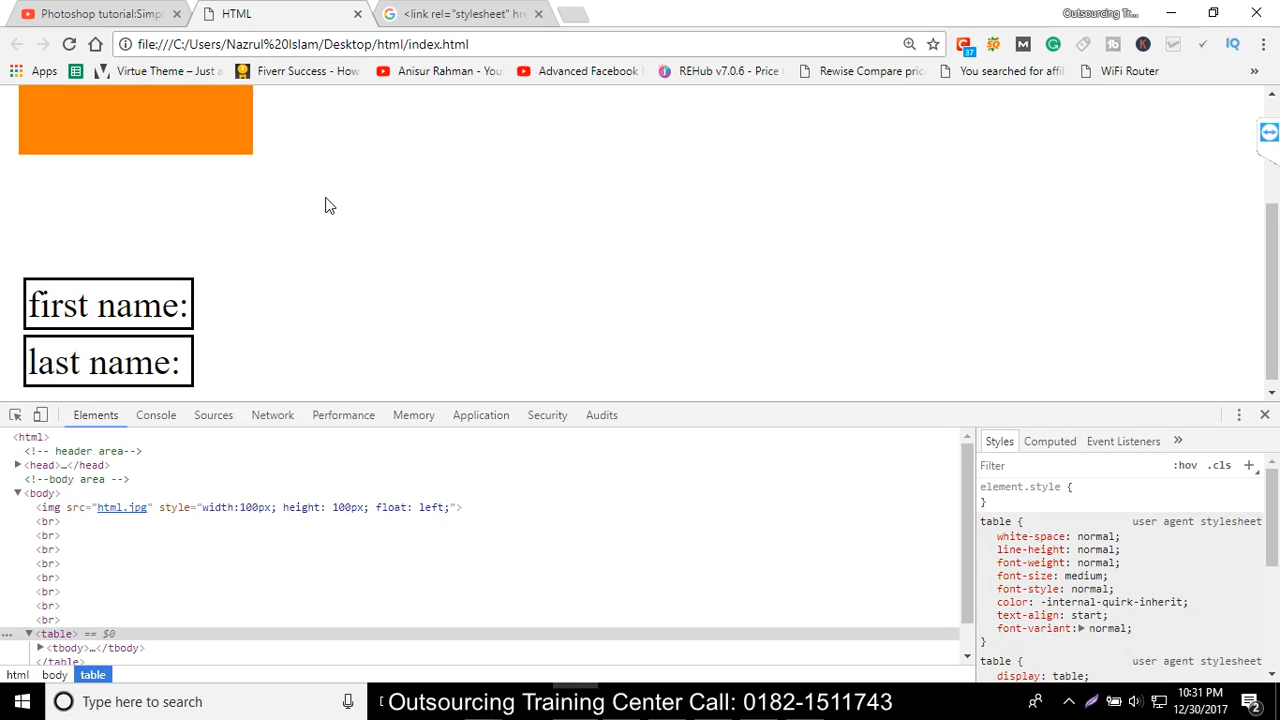 Photoshop tutorial:Simpl
HTML
<link rel="stylesheet" hre
Outsourcing Tr...
file:///C:/Users/Nazrul%20Islam/Desktop/html/index.html
37
M
IQ
Apps
Virtue Theme – Just a
Fiverr Success - How
Anisur Rahman - You
Advanced Facebook
REHub v7.0.6 - Price C
Rewise Compare pric
You searched for affil
WiFi Router
»
first name:
last name:
Elements
Console
Sources
Network
Performance
Memory
Application
Security
Audits
<html>
<!-- header area-->
<head>…</head>
<!--body area -->
<body>
<img src="html.jpg" style="width:100px; height: 100px; float: left;">
<br>
<br>
<br>
<br>
<br>
<br>
<br>
<br>
... <table> == $0
<tbody>…</tbody>
</table>
html
body
table
Styles
Computed
Event Listeners
»
Filter
:hov
.cls
+
element.style {
}
table {
user agent stylesheet
white-space: normal;
line-height: normal;
font-weight: normal;
font-size: medium;
font-style: normal;
color: -internal-quirk-inherit;
text-align: start;
font-variant: normal;
}
table {
user agent stylesheet
display: table;
Type here to search
Outsourcing Training Center Call: 0182-1511743
10:31 PM
12/30/2017
2